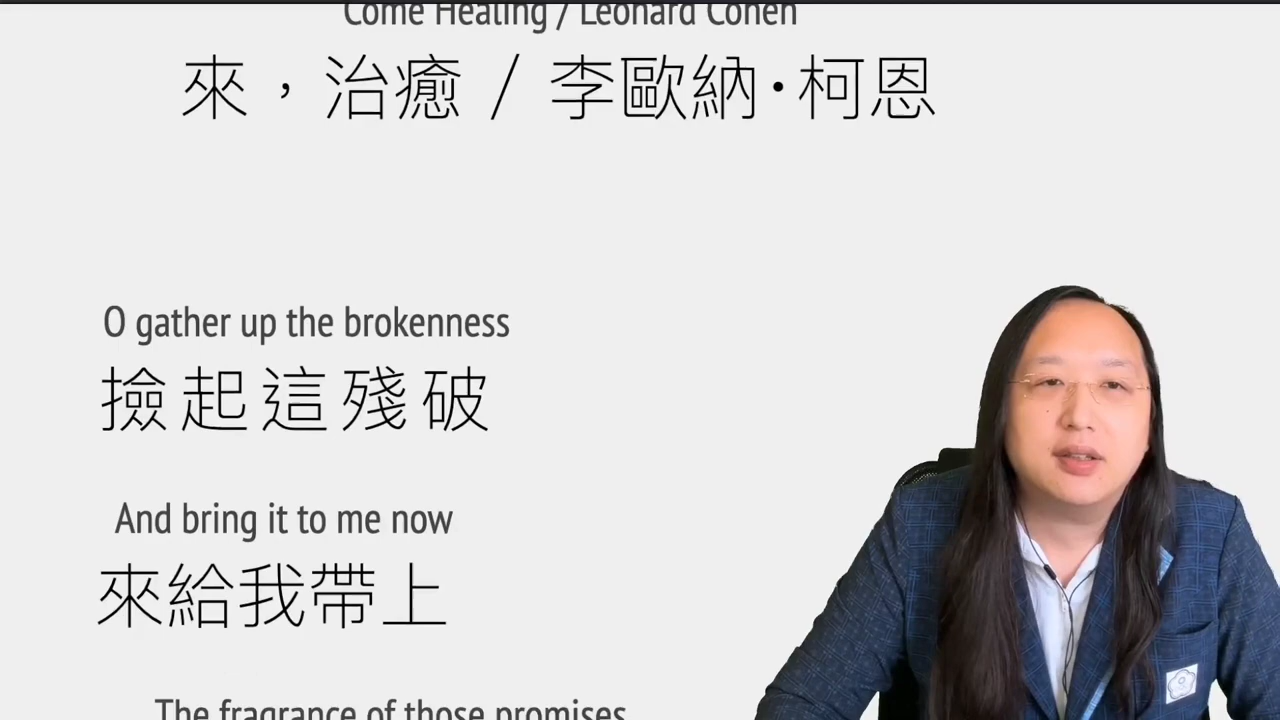 Come Healing / Leonard Cohen
來，治癒 / 李歐納·柯恩
O gather up the brokenness
撿起這殘破
And bring it to me now
來給我帶上
The fragrance of those promises